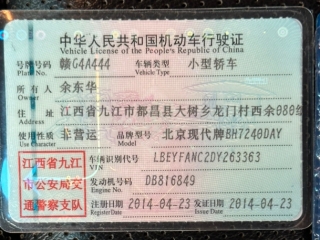 中华人民共和国机动车行驶证
Vehicle License of the People's Republic of China
号牌号码 赣G4A444 车辆类型 小型轿车
Plate No. Vehicle Type
所有人 余东华
Owner
住址 江西省九江市都昌县大树乡龙门村西余080
Address
使用性质 非营运 品牌型号 北京现代牌BH7240DAY
Use Character Model
江西省九江
市公安局交
通警察支队
车辆识别代号 LBEYFANC2DY263363
VIN
发动机号码 DB816849
Engine No.
注册日期 2014-04-23 发证日期 2014-04-23
Register Date Issue Date